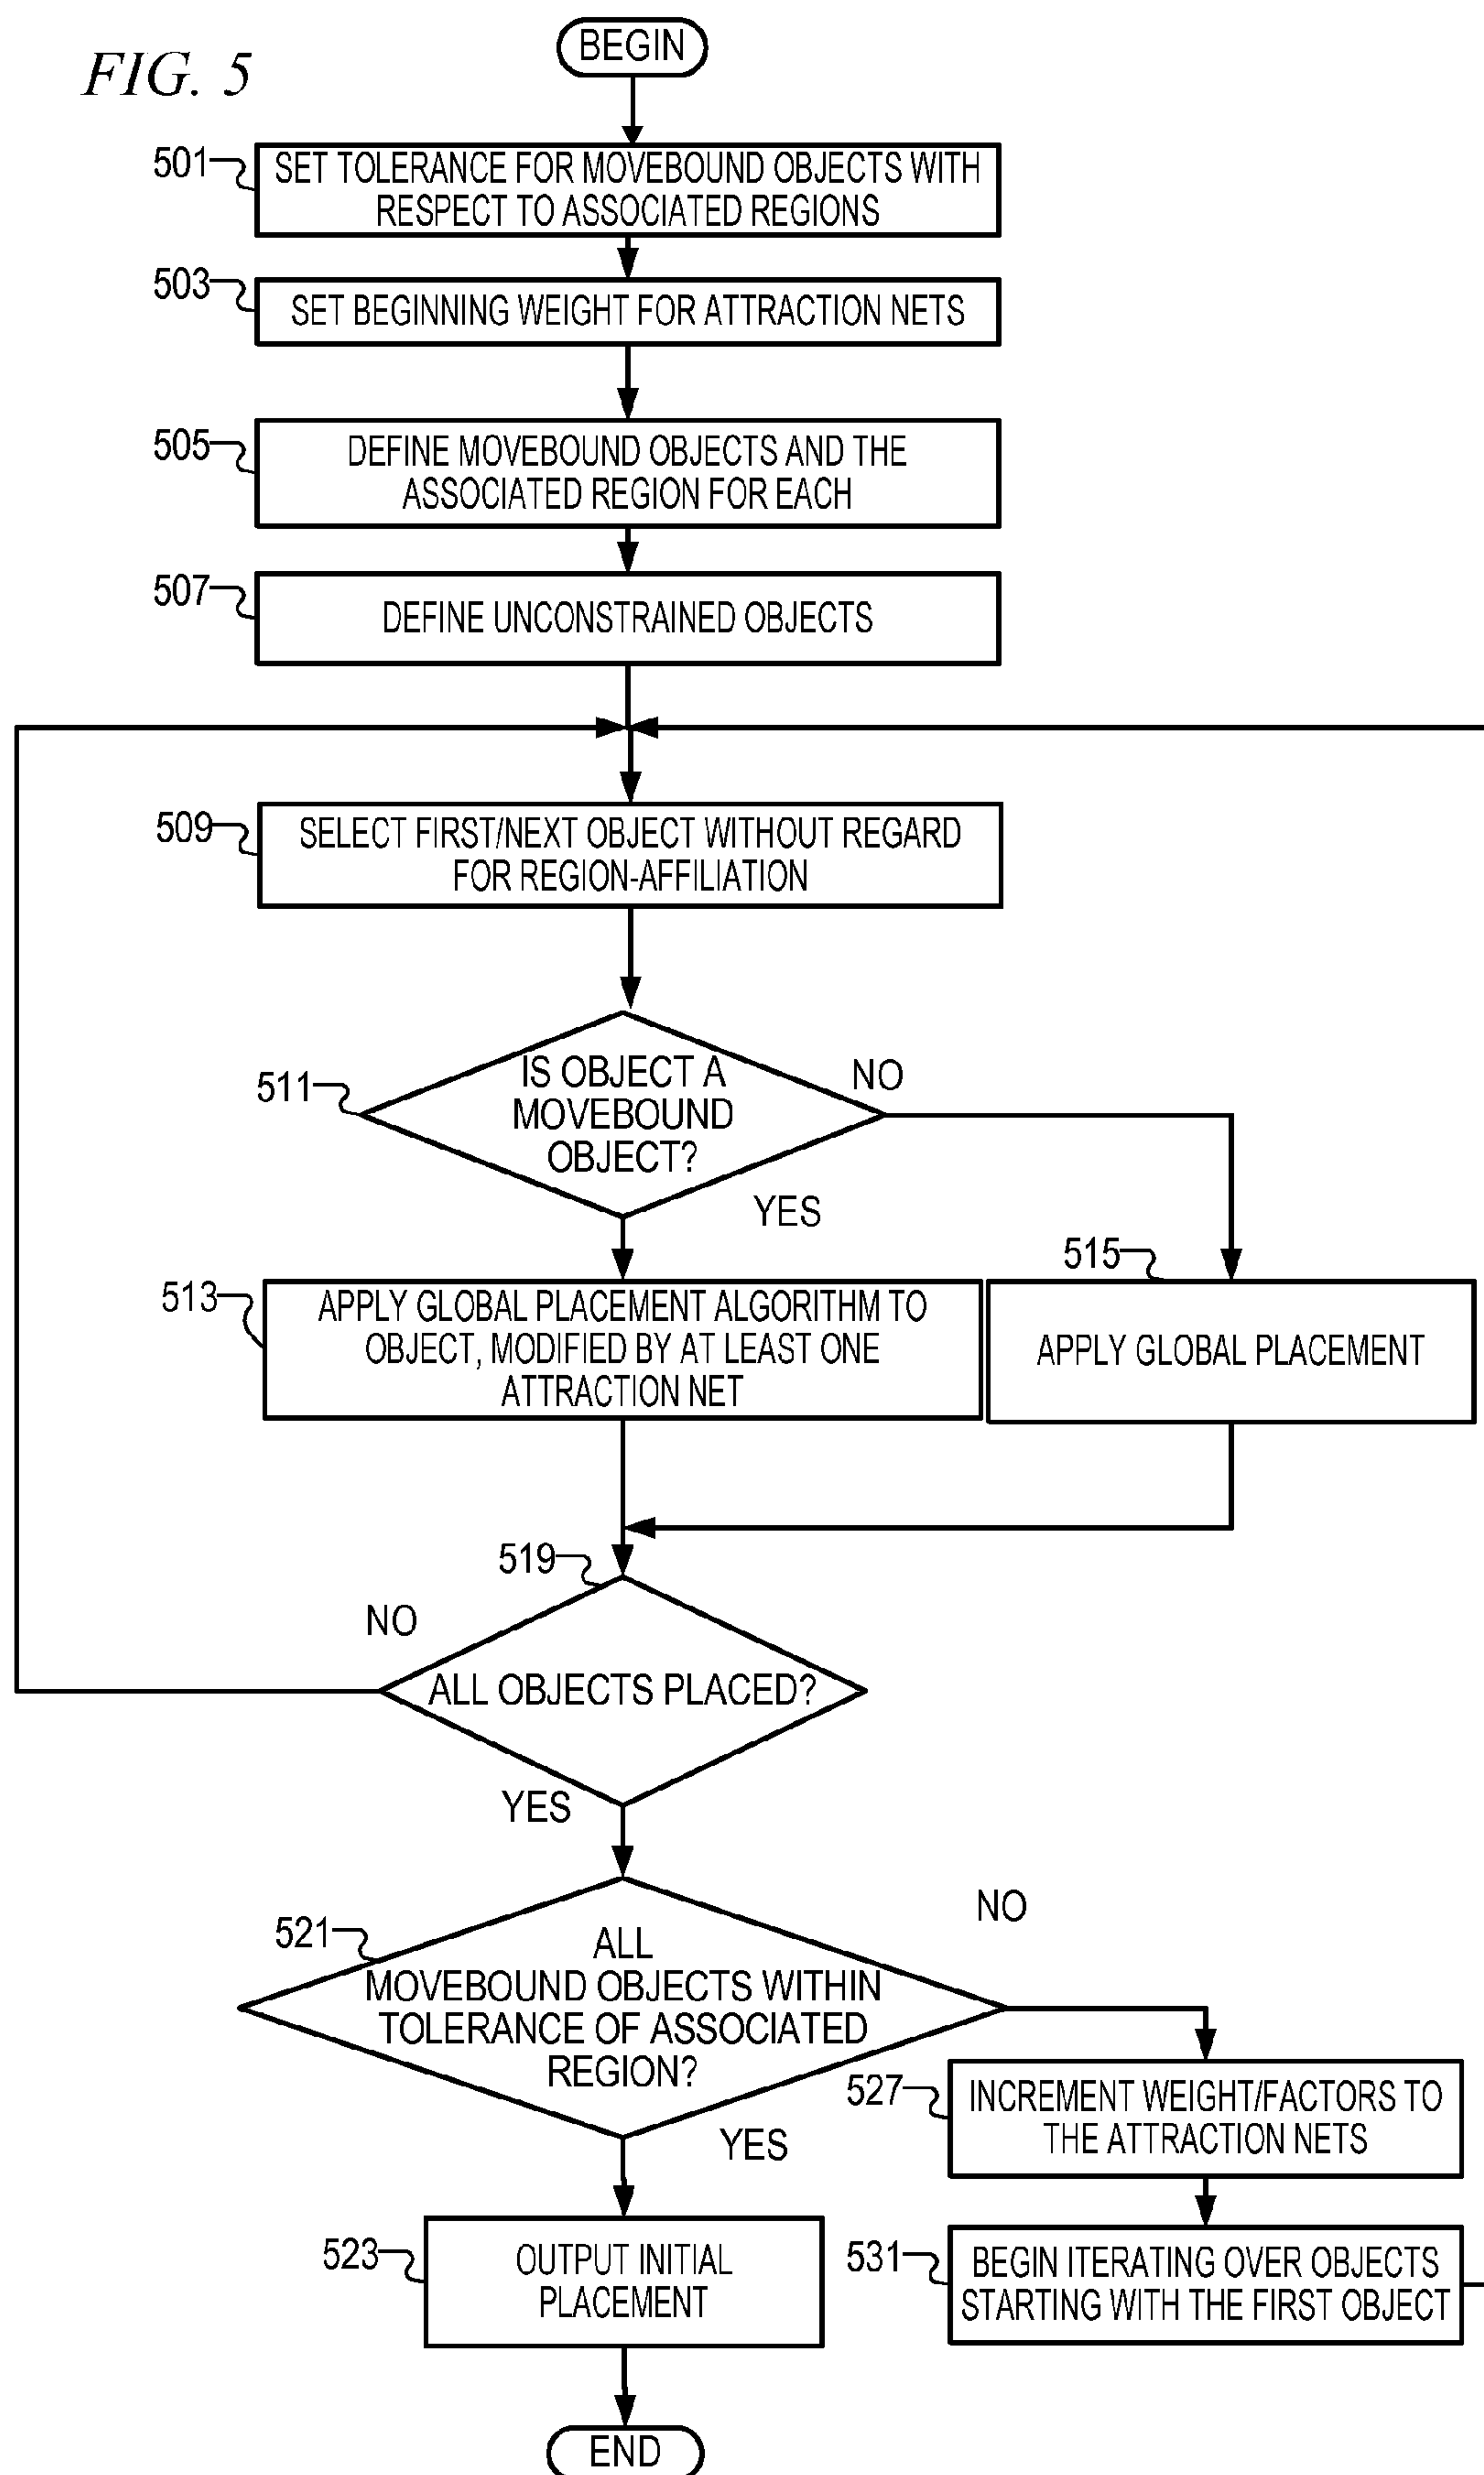 FIG. 5
BEGIN
501
SET TOLERANCE FOR MOVEBOUND OBJECTS WITH
RESPECT TO ASSOCIATED REGIONS
503
SET BEGINNING WEIGHT FOR ATTRACTION NETS
505
DEFINE MOVEBOUND OBJECTS AND THE
ASSOCIATED REGION FOR EACH
507
DEFINE UNCONSTRAINED OBJECTS
509
SELECT FIRST/NEXT OBJECT WITHOUT REGARD
FOR REGION-AFFILIATION
511
IS OBJECT A
MOVEBOUND
OBJECT?
NO
YES
513
APPLY GLOBAL PLACEMENT ALGORITHM TO
OBJECT, MODIFIED BY AT LEAST ONE
ATTRACTION NET
515
APPLY GLOBAL PLACEMENT
519
NO
ALL OBJECTS PLACED?
YES
521
ALL
MOVEBOUND OBJECTS WITHIN
TOLERANCE OF ASSOCIATED
REGION?
NO
YES
527
INCREMENT WEIGHT/FACTORS TO
THE ATTRACTION NETS
523
OUTPUT INITIAL
PLACEMENT
531
BEGIN ITERATING OVER OBJECTS
STARTING WITH THE FIRST OBJECT
END